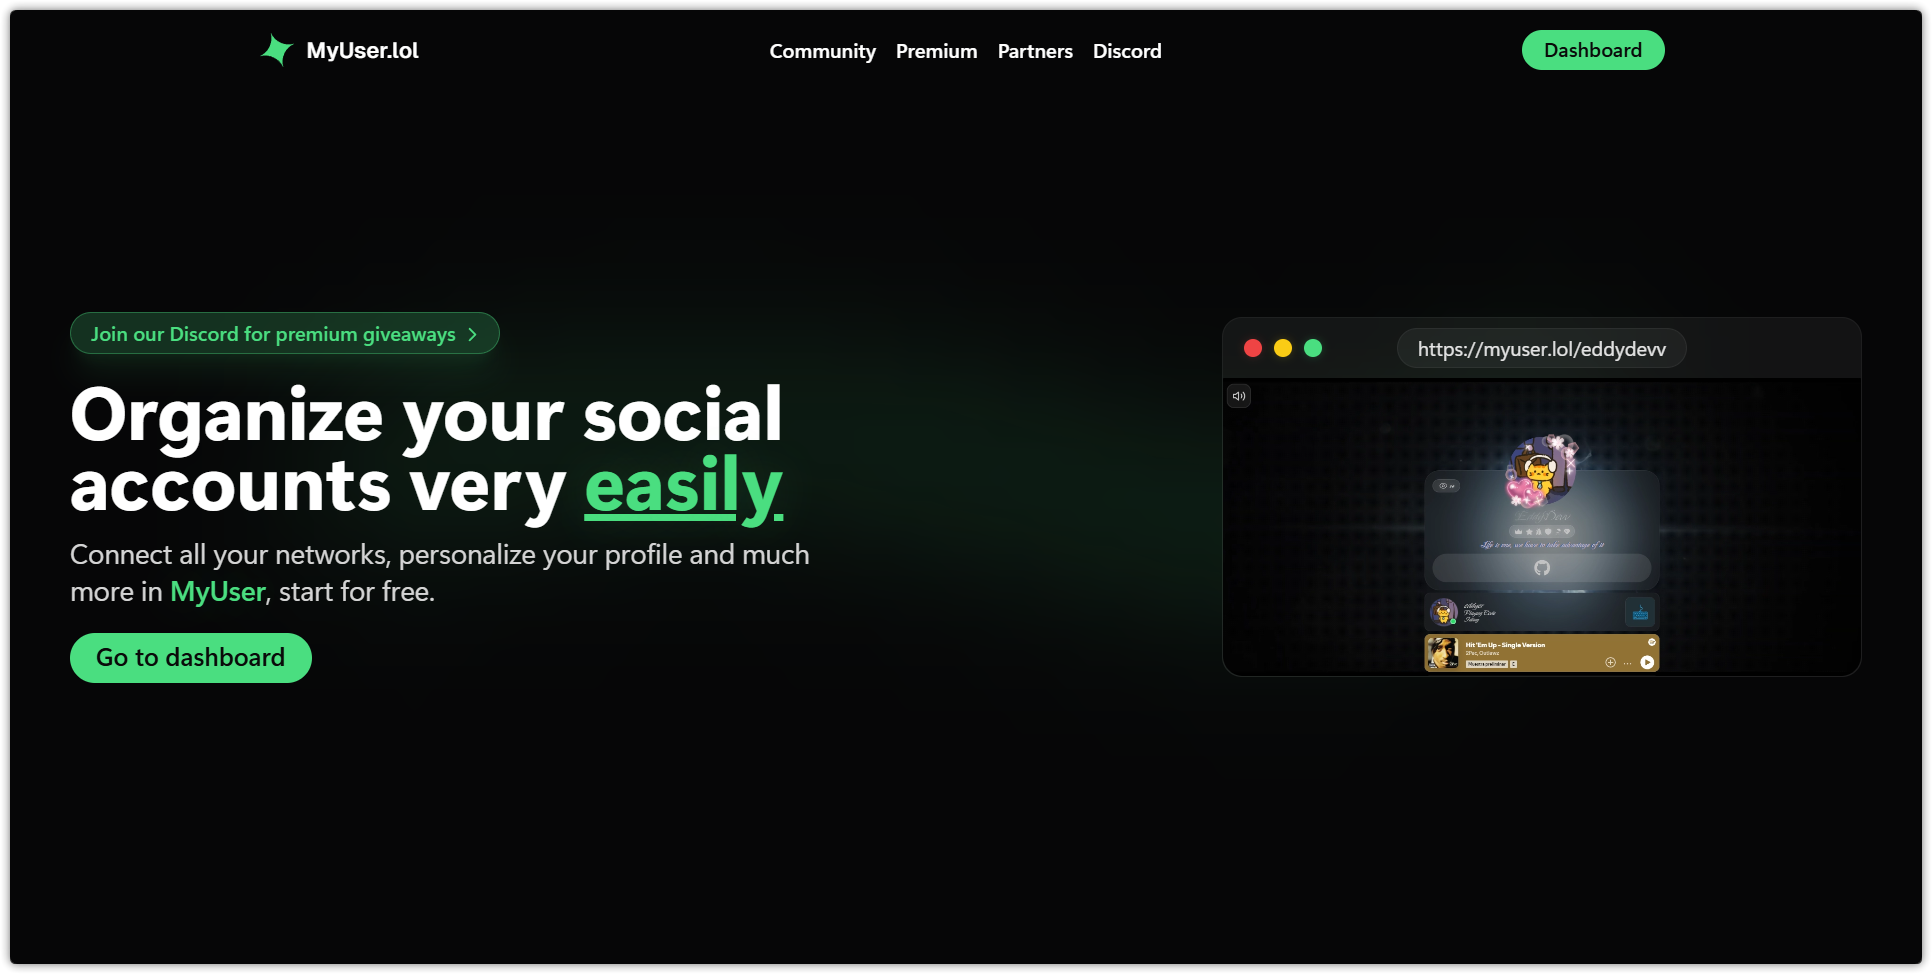 MyUser.lol
Community Premium Partners Discord
Dashboard
Join our Discord for premium giveaways
Organize your social
accounts very easily
Connect all your networks, personalize your profile and much
more in MyUser, start for free.
Go to dashboard
https://myuser.lol/eddydevv
Life is one, we have to take advantage of it
Hit 'Em Up - Single Version
2Pac, Outlawz
E